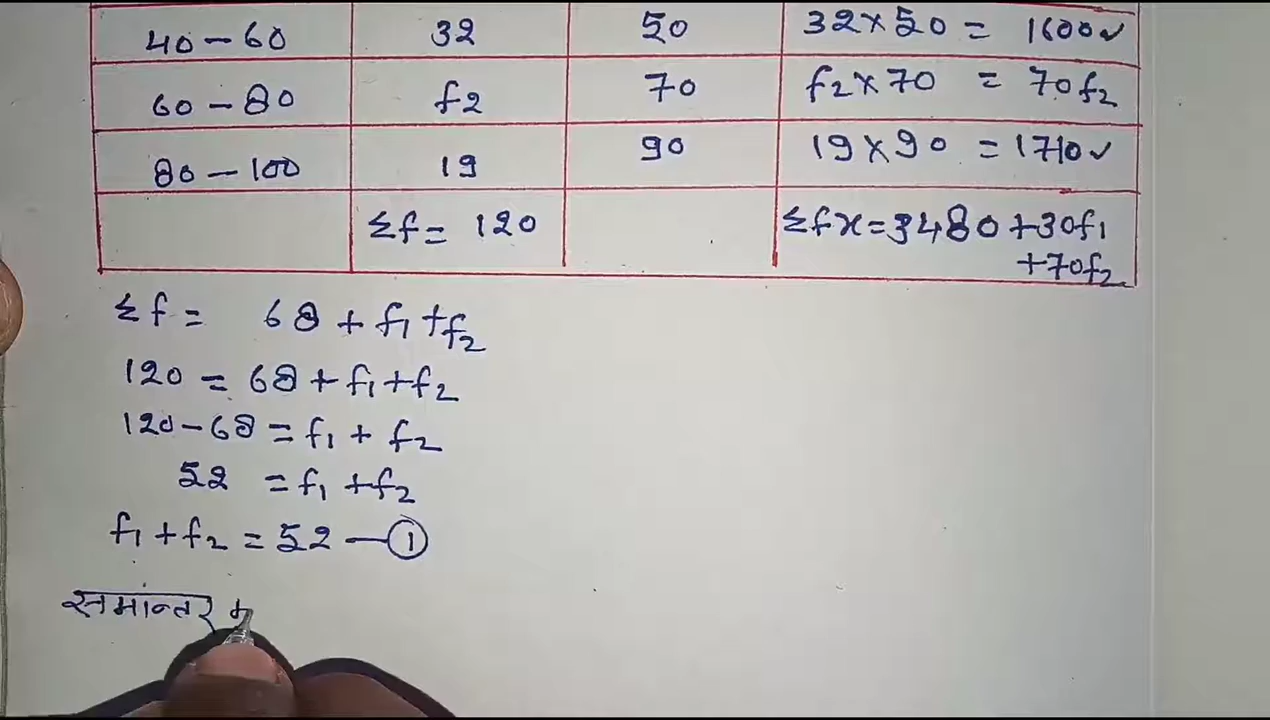 40 - 60 32 50 32×50 = 1600✓
60 - 80 f2 70 f2×70 = 70f2
80 - 100 19 90 19×90 = 1710✓
Σf = 120 Σfx = 3480 + 30f1
+70f2
Σf = 68 + f1 + f2
120 = 68 + f1 + f2
120 - 68 = f1 + f2
52 = f1 + f2
f1 + f2 = 52 — ①
समान्तर